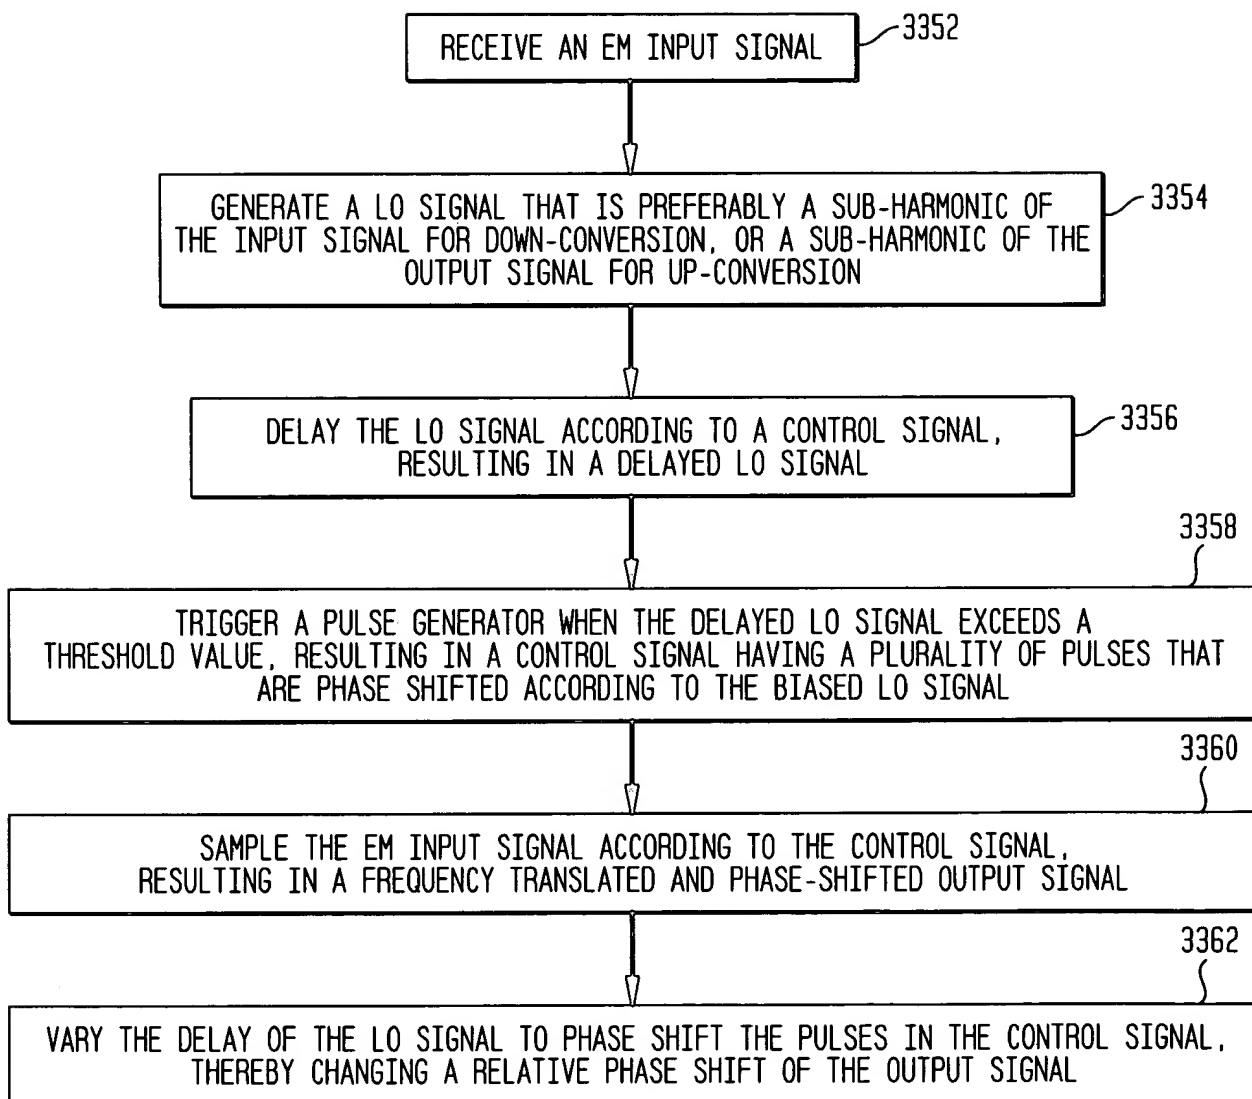 RECEIVE AN EM INPUT SIGNAL
3352
GENERATE A LO SIGNAL THAT IS PREFERABLY A SUB-HARMONIC OF
THE INPUT SIGNAL FOR DOWN-CONVERSION, OR A SUB-HARMONIC OF THE
OUTPUT SIGNAL FOR UP-CONVERSION
3354
DELAY THE LO SIGNAL ACCORDING TO A CONTROL SIGNAL,
RESULTING IN A DELAYED LO SIGNAL
3356
3358
TRIGGER A PULSE GENERATOR WHEN THE DELAYED LO SIGNAL EXCEEDS A
THRESHOLD VALUE, RESULTING IN A CONTROL SIGNAL HAVING A PLURALITY OF PULSES THAT
ARE PHASE SHIFTED ACCORDING TO THE BIASED LO SIGNAL
3360
SAMPLE THE EM INPUT SIGNAL ACCORDING TO THE CONTROL SIGNAL,
RESULTING IN A FREQUENCY TRANSLATED AND PHASE-SHIFTED OUTPUT SIGNAL
3362
VARY THE DELAY OF THE LO SIGNAL TO PHASE SHIFT THE PULSES IN THE CONTROL SIGNAL,
THEREBY CHANGING A RELATIVE PHASE SHIFT OF THE OUTPUT SIGNAL